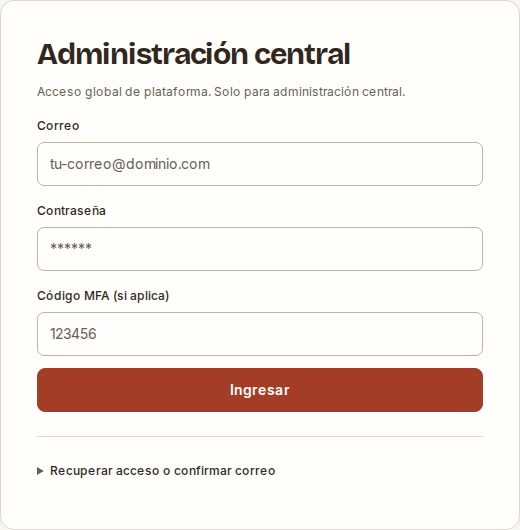 Administración central
Acceso global de plataforma. Solo para administración central.
Correo
tu-correo@dominio.com
Contraseña
******
Código MFA (si aplica)
123456
Ingresar
Recuperar acceso o confirmar correo